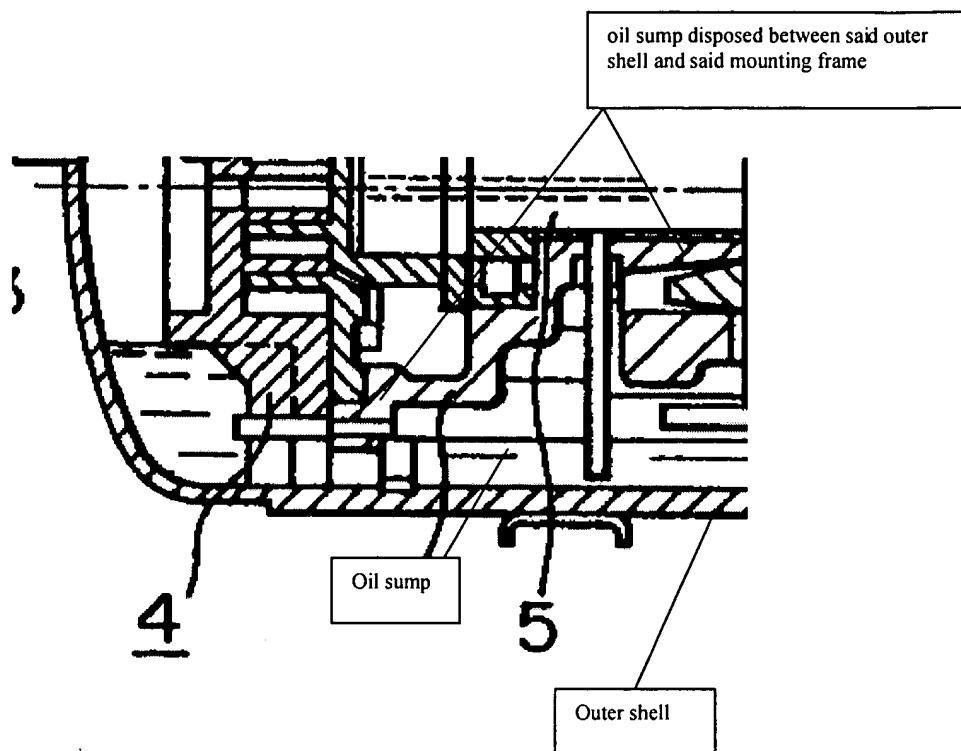 oil sump disposed between said outer
shell and said mounting frame
Oil sump
4
5
Outer shell